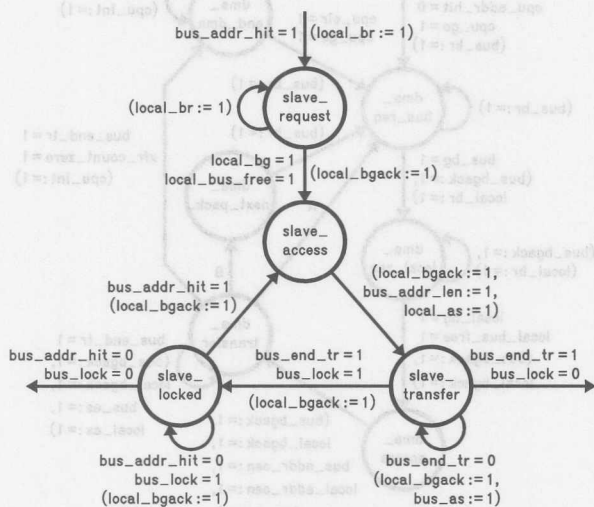 bus_addr_hit = 1 (local_br := 1)
(local_br := 1)
slave_
request
local_bg = 1
local_bus_free = 1
(local_bgack := 1)
slave_
access
bus_addr_hit = 1
(local_bgack := 1)
(local_bgack := 1,
bus_addr_len := 1,
local_as := 1)
bus_addr_hit = 0
bus_lock = 0
slave_
locked
bus_end_tr = 1
bus_lock = 1
(local_bgack := 1)
slave_
transfer
bus_end_tr = 1
bus_lock = 0
bus_addr_hit = 0
bus_lock = 1
(local_bgack := 1)
bus_end_tr = 0
(local_bgack := 1,
bus_as := 1)